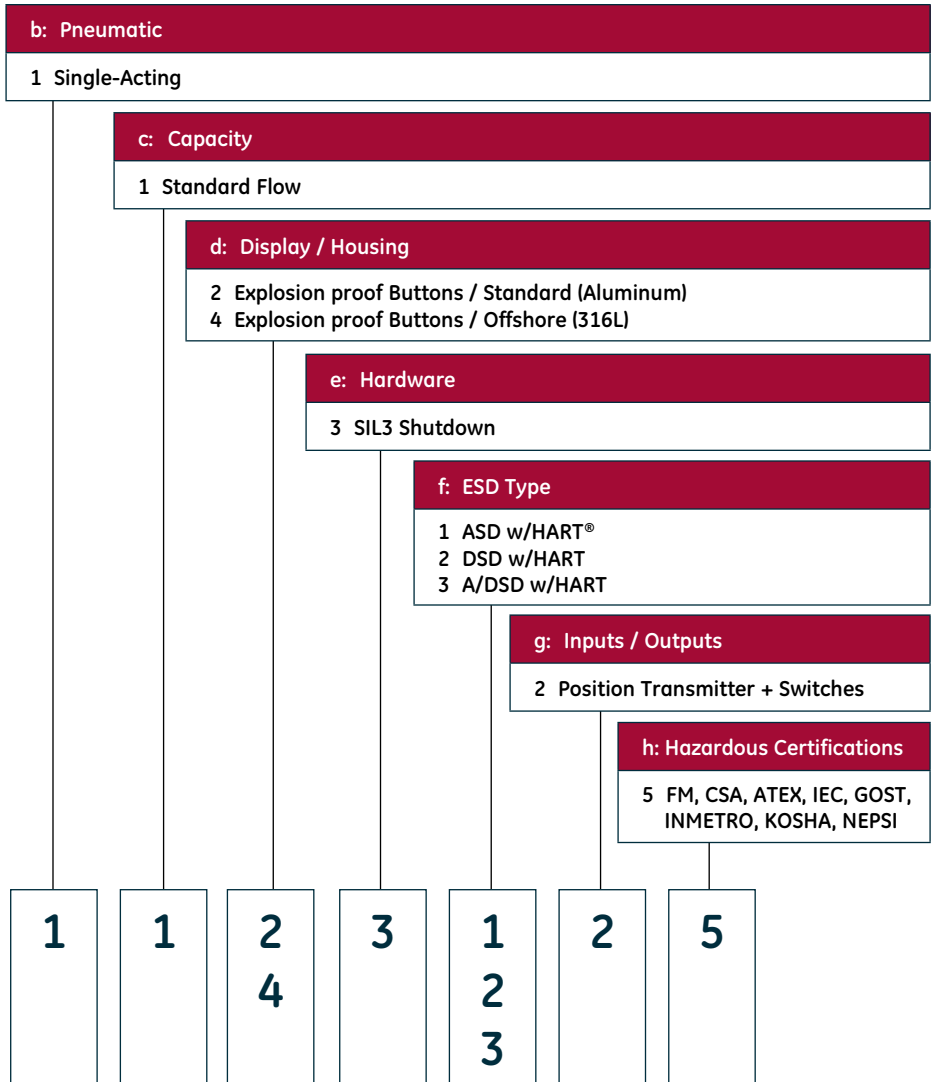 b: Pneumatic
1 Single-Acting
c: Capacity
1 Standard Flow
d: Display / Housing
2 Explosion proof Buttons / Standard (Aluminum)
4 Explosion proof Buttons / Offshore (316L)
e: Hardware
3 SIL3 Shutdown
f: ESD Type
1 ASD w/HART®
2 DSD w/HART
3 A/DSD w/HART
g: Inputs / Outputs
2 Position Transmitter + Switches
h: Hazardous Certifications
5 FM, CSA, ATEX, IEC, GOST,
INMETRO, KOSHA, NEPSI
1 1 2 3 1 2 5
4 2
3